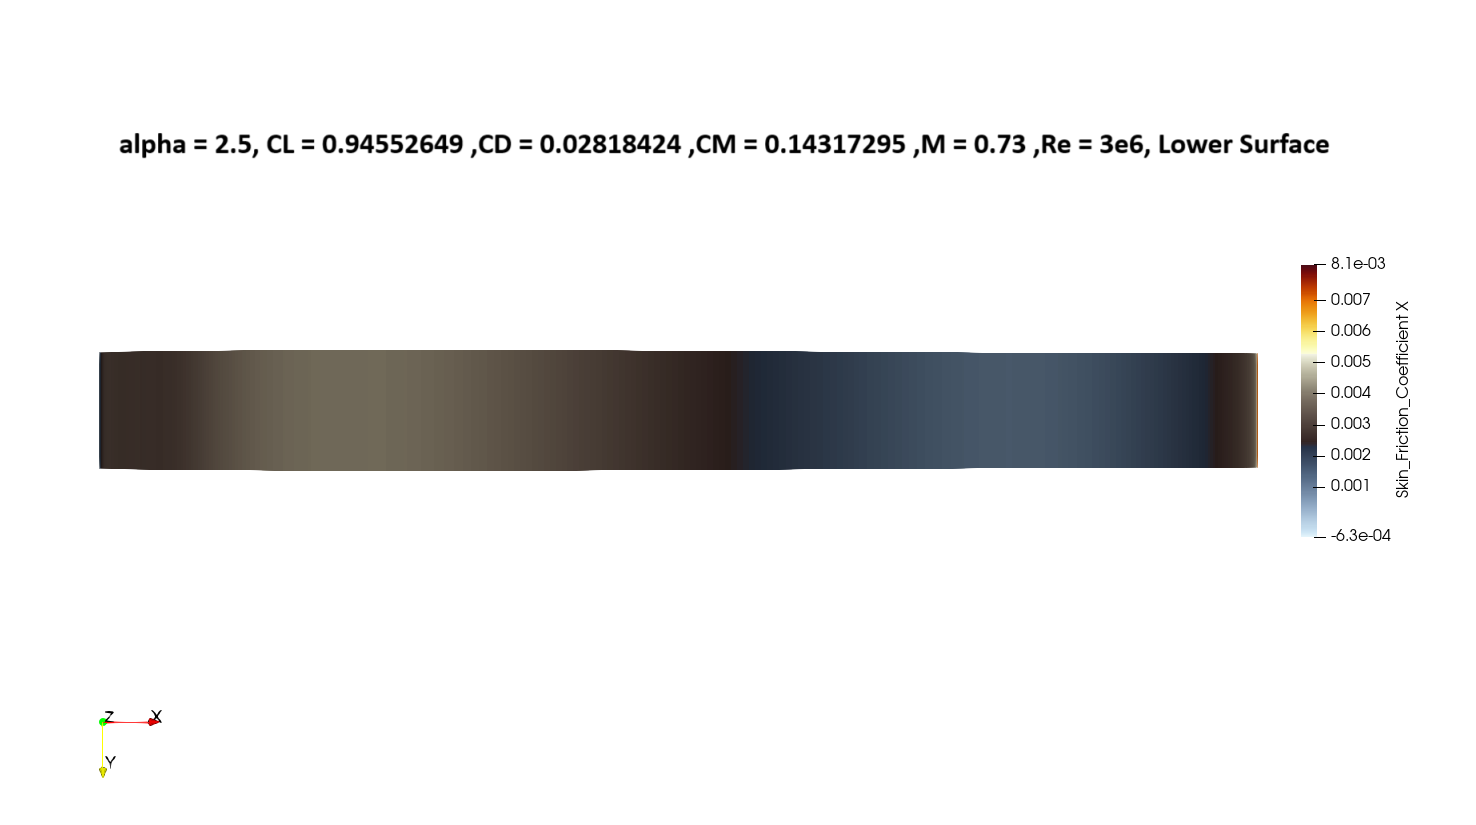 alpha = 2.5, CL = 0.94552649 ,CD = 0.02818424 ,CM = 0.14317295 ,M = 0.73 ,Re = 3e6, Lower Surface
8.1e-03
0.007
0.006
0.005
0.004
0.003
0.002
0.001
-6.3e-04
Skin_Friction_Coefficient X
Z
X
Y